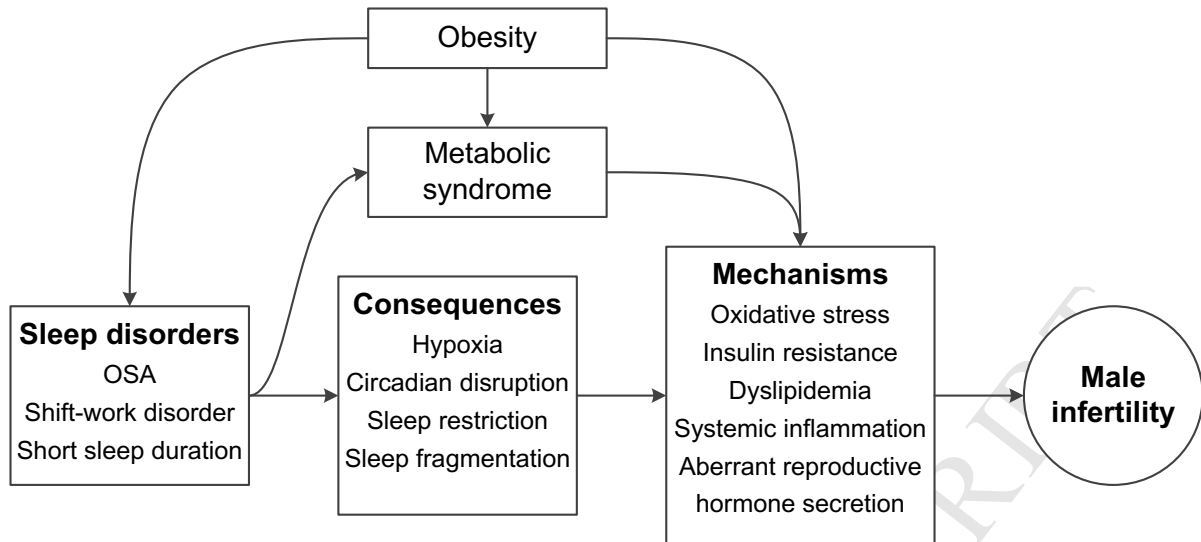 Obesity
Metabolic
syndrome
Sleep disorders
OSA
Shift-work disorder
Short sleep duration
Consequences
Hypoxia
Circadian disruption
Sleep restriction
Sleep fragmentation
Mechanisms
Oxidative stress
Insulin resistance
Dyslipidemia
Systemic inflammation
Aberrant reproductive
hormone secretion
Male
infertility
RIPT